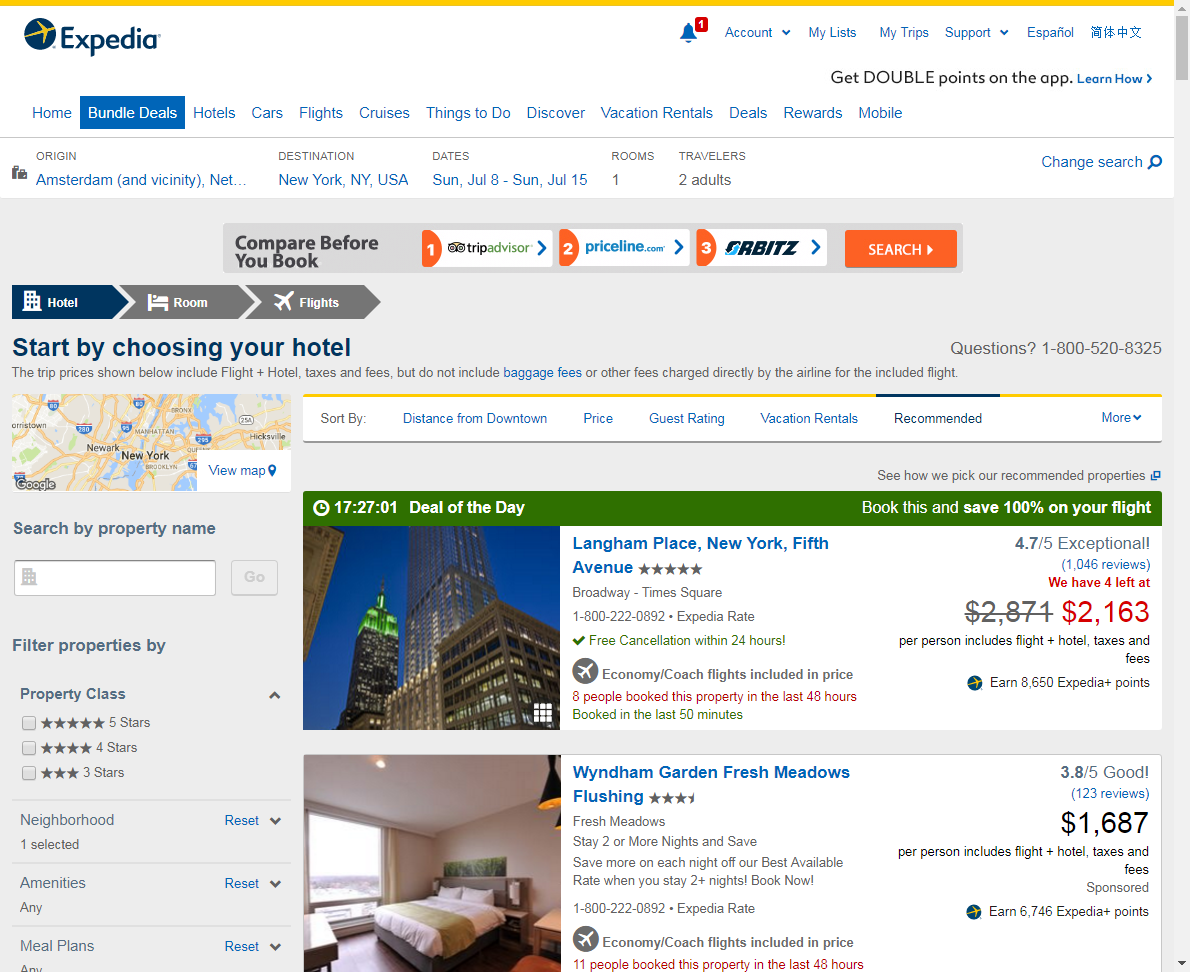 Expedia
1
Account
My Lists
My Trips
Support
Español
简体中文
Get DOUBLE points on the app. Learn How
Home Bundle Deals Hotels Cars Flights Cruises Things to Do Discover Vacation Rentals Deals Rewards Mobile
ORIGIN
Amsterdam (and vicinity), Net...
DESTINATION
New York, NY, USA
DATES
Sun, Jul 8 - Sun, Jul 15
ROOMS
1
TRAVELERS
2 adults
Change search
Compare Before
You Book
1 tripadvisor
2 priceline.com
3 ORBITZ
SEARCH
Hotel
Room
Flights
Start by choosing your hotel
Questions? 1-800-520-8325
The trip prices shown below include Flight + Hotel, taxes and fees, but do not include baggage fees or other fees charged directly by the airline for the included flight.
BRONX
MANHATTAN
Hicksville
Newark
New York
BROOKLYN
Google
View map
Sort By: Distance from Downtown Price Guest Rating Vacation Rentals Recommended More
See how we pick our recommended properties
Search by property name
Go
Filter properties by
Property Class
5 Stars
4 Stars
3 Stars
Neighborhood
Reset
1 selected
Amenities
Reset
Any
Meal Plans
Reset
Any
17:27:01 Deal of the Day
Book this and save 100% on your flight
Langham Place, New York, Fifth
Avenue
Broadway - Times Square
1-800-222-0892 • Expedia Rate
Free Cancellation within 24 hours!
Economy/Coach flights included in price
8 people booked this property in the last 48 hours
Booked in the last 50 minutes
4.7/5 Exceptional!
(1,046 reviews)
We have 4 left at
$2,871 $2,163
per person includes flight + hotel, taxes and
fees
Earn 8,650 Expedia+ points
Wyndham Garden Fresh Meadows
Flushing
Fresh Meadows
Stay 2 or More Nights and Save
Save more on each night off our Best Available
Rate when you stay 2+ nights! Book Now!
1-800-222-0892 • Expedia Rate
Economy/Coach flights included in price
11 people booked this property in the last 48 hours
3.8/5 Good!
(123 reviews)
$1,687
per person includes flight + hotel, taxes and
fees
Sponsored
Earn 6,746 Expedia+ points